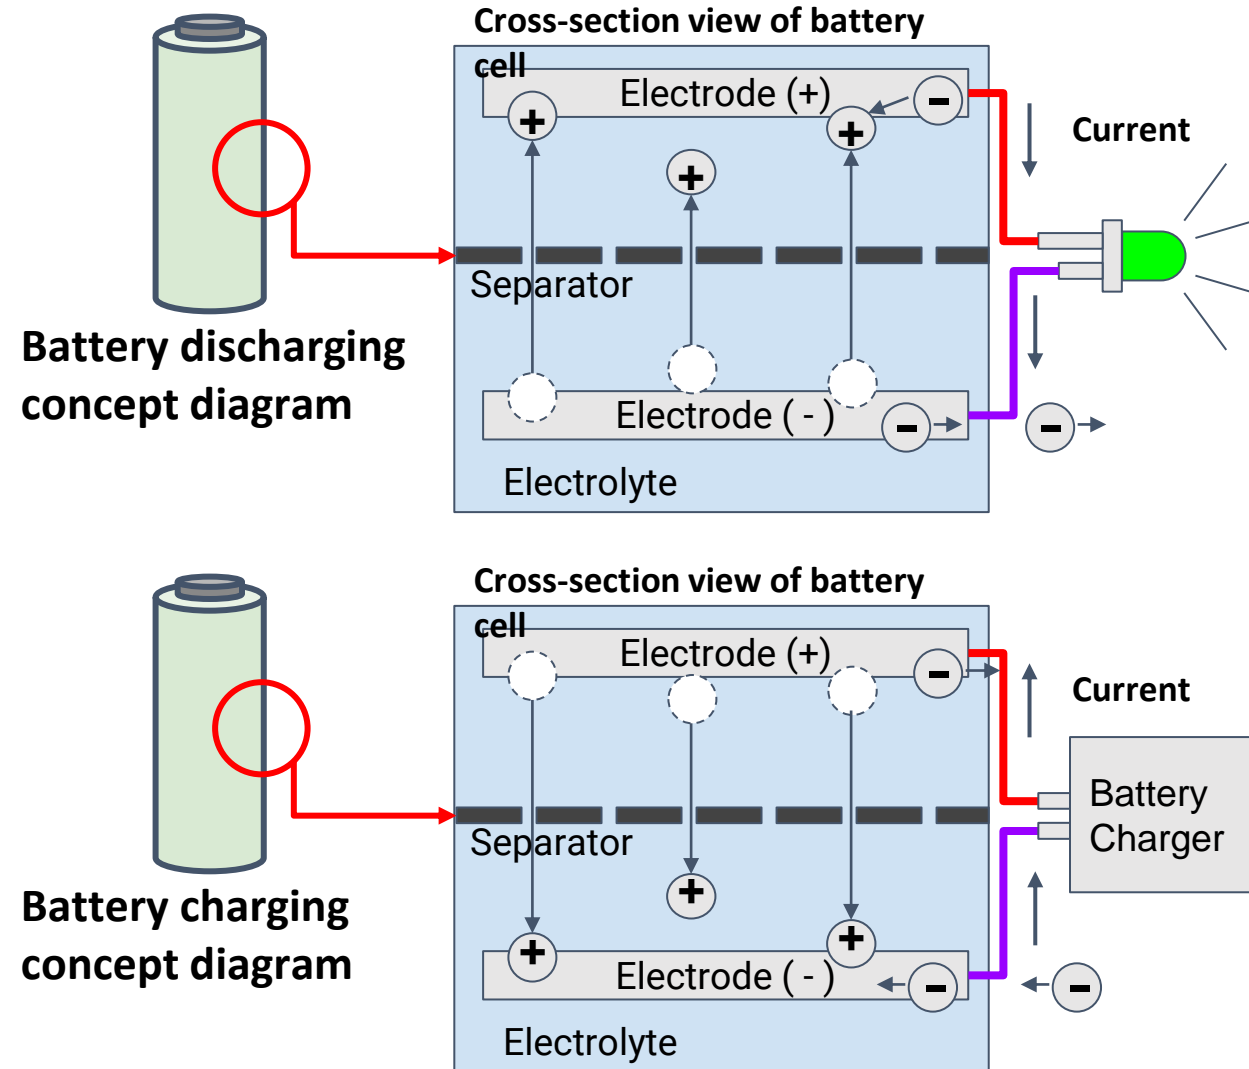 Cross-section view of battery
cell
Electrode (+)
-
+
+
+
Current
Separator
Battery discharging
concept diagram
Electrode ( - )
-
-
Electrolyte
Cross-section view of battery
cell
Electrode (+)
-
Current
Battery
Charger
Separator
+
Battery charging
concept diagram
+
+
Electrode ( - )
-
-
Electrolyte